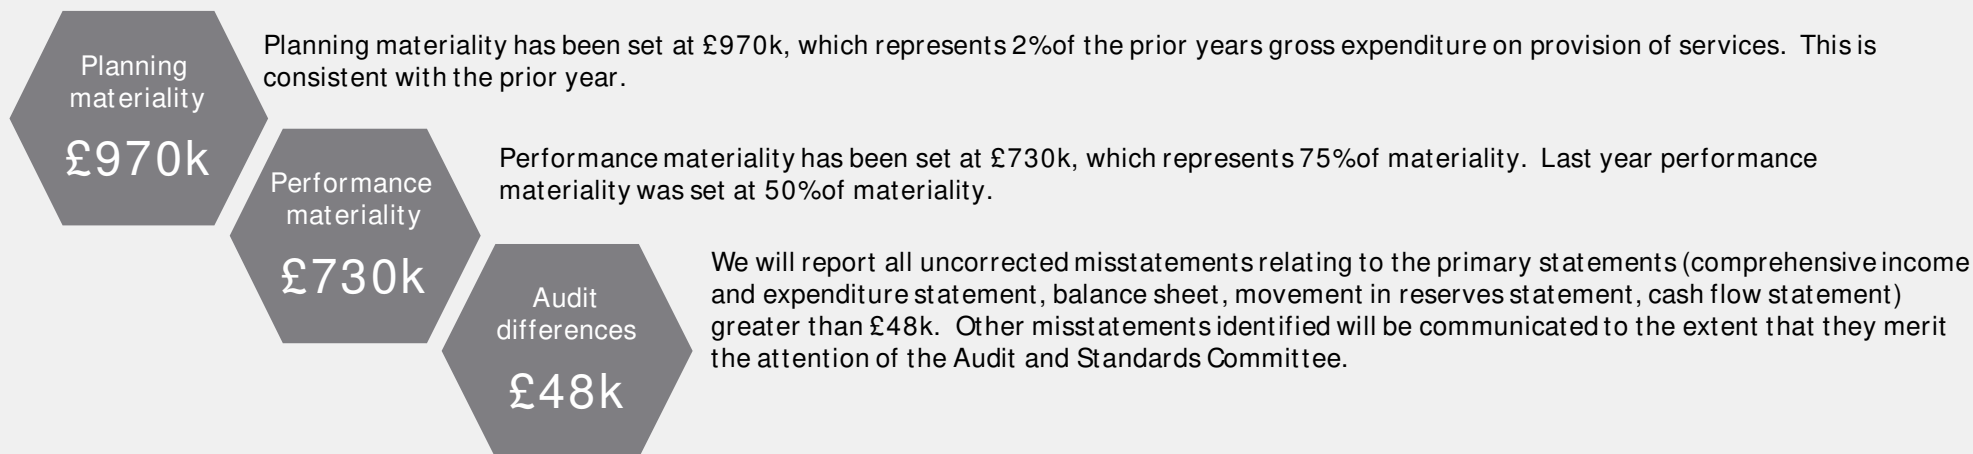 Planning
materiality
£970k
Planning materiality has been set at £970k, which represents 2%of the prior years gross expenditure on provision of services. This is
consistent with the prior year.
Performance
materiality
£730k
Performance materiality has been set at £730k, which represents 75%of materiality. Last year performance
materiality was set at 50%of materiality.
Audit
differences
£48k
We will report all uncorrected misstatements relating to the primary statements (comprehensive income
and expenditure statement, balance sheet, movement in reserves statement, cash flow statement)
greater than £48k. Other misstatements identified will be communicated to the extent that they merit
the attention of the Audit and Standards Committee.